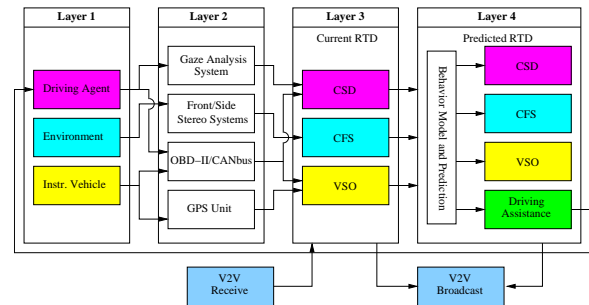 Layer 1
Layer 2
Layer 3
Layer 4
Current RTD
Predicted RTD
Driving Agent
Environment
Instr. Vehicle
Gaze Analysis
System
Front/Side
Stereo Systems
OBD-II/CANbus
GPS Unit
CSD
CFS
VSO
Behavior Model and Prediction
CSD
CFS
VSO
Driving
Assistance
V2V
Receive
V2V
Broadcast